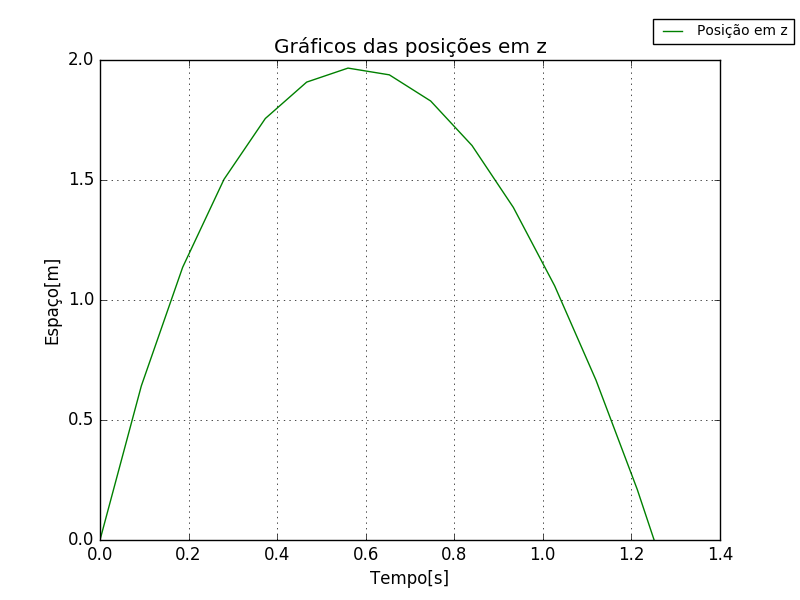 Posição em z
Gráficos das posições em z
2.0
1.5
1.0
0.5
0.0
Espaço[m]
0.0 0.2 0.4 0.6 0.8 1.0 1.2 1.4
Tempo[s]